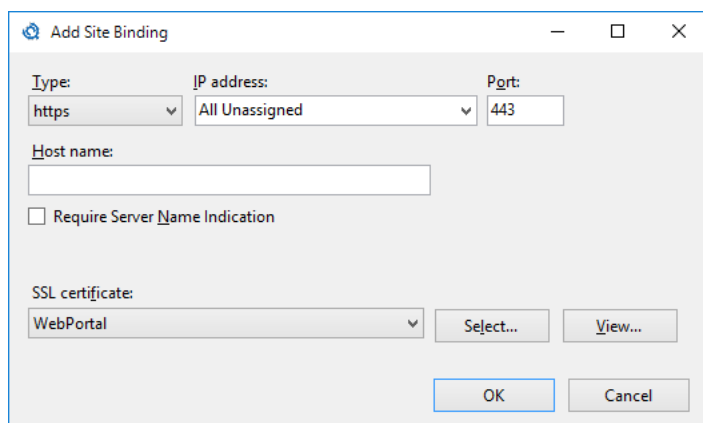 Add Site Binding
Type: IP address: Port:
https All Unassigned 443
Host name:
Require Server Name Indication
SSL certificate:
WebPortal Select... View...
OK Cancel